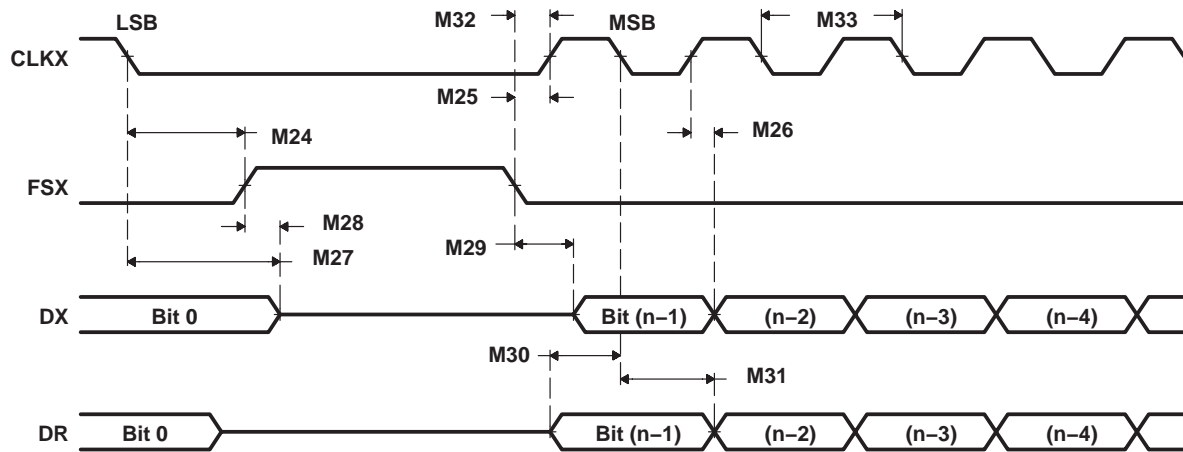 LSB M32 MSB M33
CLKX
M25
M24 M26
FSX
M28
M29 M27
DX Bit 0 Bit (n–1) (n–2) (n–3) (n–4)
M30
M31
DR Bit 0 Bit (n–1) (n–2) (n–3) (n–4)